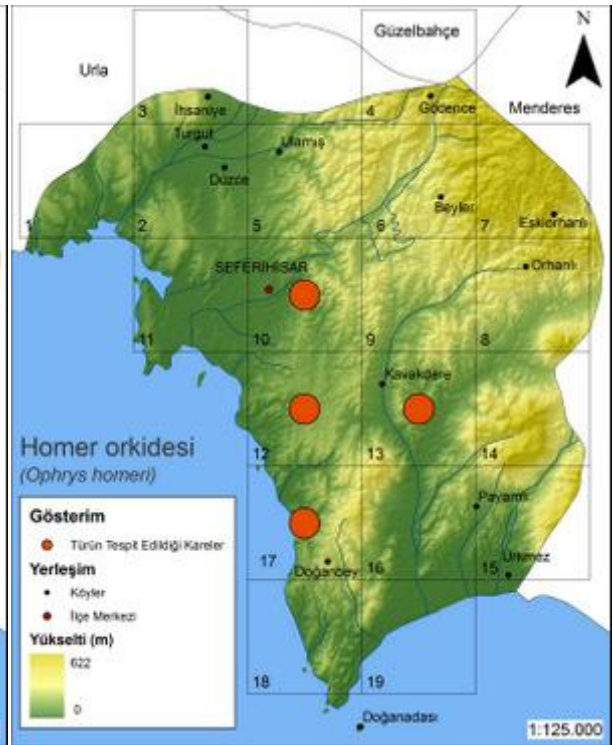 N
Güzelbahçe
Urla
Menderes
3
İhsaniye
4
Gödence
Turgut
Ulamış
Düzce
Beyler
Eskiorhanlı
1
2
5
6
7
Orhanlı
SEFERİHİSAR
11
10
9
8
Kavakdere
Homer orkidesi
(Ophrys homeri)
12
13
14
Payamlı
Gösterim
Türün Tespit Edildiği Kareler
Yerleşim
Köyler
İlçe Merkezi
Yükselti (m)
622
0
17
Doğanbey
16
15
Ürkmez
18
19
Doğanadası
1:125.000